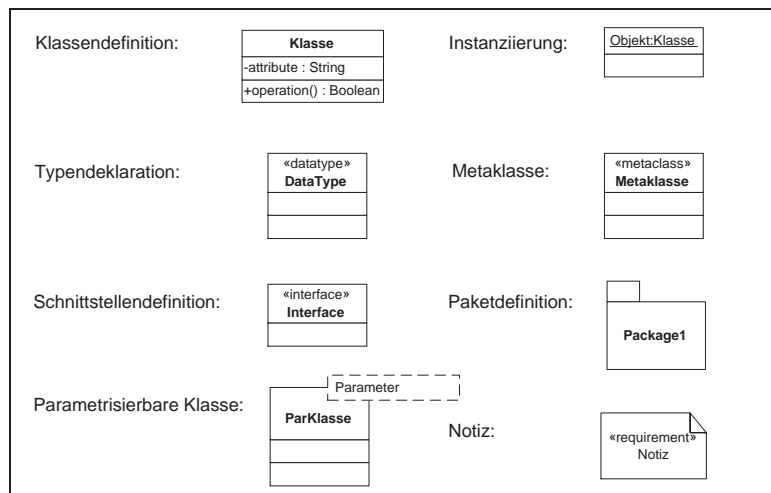 Klassendefinition:
Klasse
-attribute : String
+operation() : Boolean
Instanziierung:
Objekt:Klasse
Typendeklaration:
«datatype»
DataType
Metaklasse:
«metaclass»
Metaklasse
Schnittstellendefinition:
«interface»
Interface
Paketdefinition:
Package1
Parametrisierbare Klasse:
Parameter
ParKlasse
Notiz:
«requirement»
Notiz